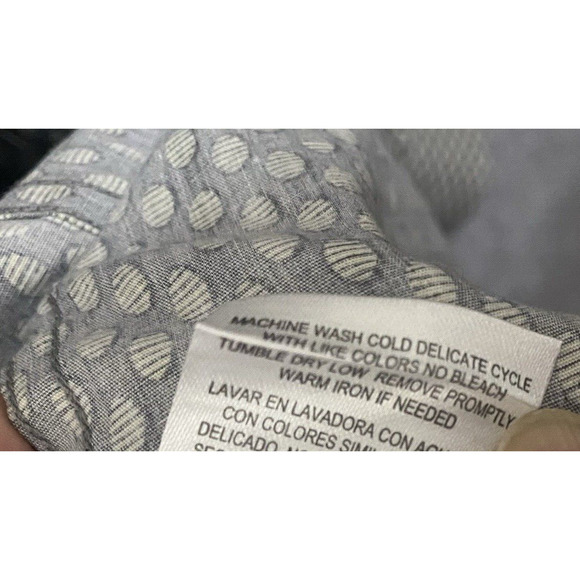 MACHINE WASH COLD DELICATE CYCLE
WITH LIKE COLORS NO BLEACH
TUMBLE DRY LOW REMOVE PROMPTLY
WARM IRON IF NEEDED
LAVAR EN LAVADORA CON
CON COLORES
DELICADO.